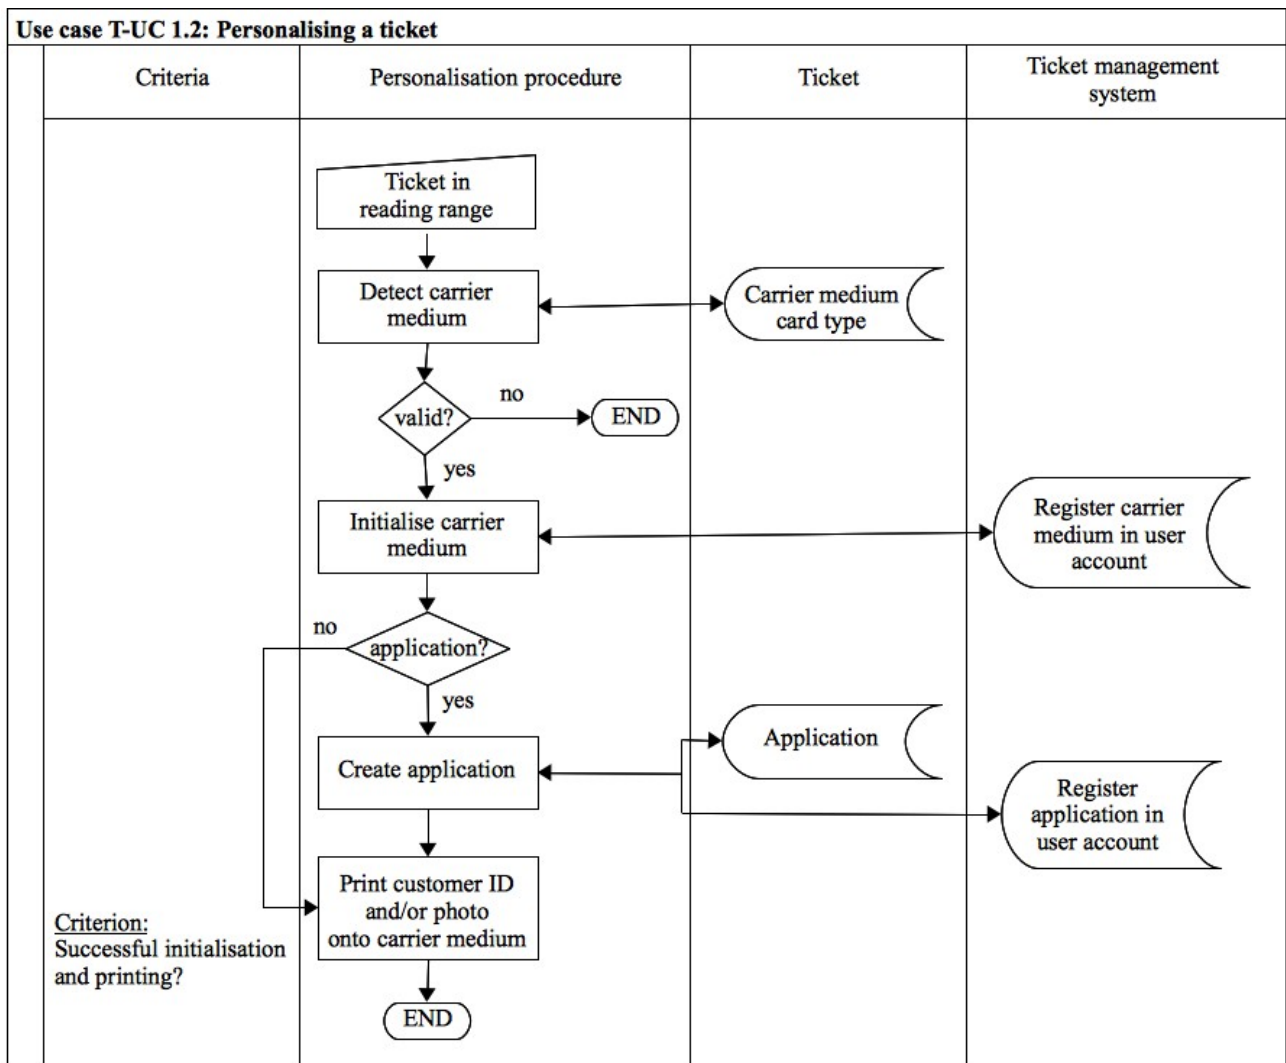 Use case T-UC 1.2: Personalising a ticket
Criteria
Personalisation procedure
Ticket
Ticket management
system
Ticket in
reading range
Detect carrier
medium
Carrier medium
card type
valid?
no
END
yes
Initialise carrier
medium
Register carrier
medium in user
account
no
application?
yes
Create application
Application
Register
application in
user account
Print customer ID
and/or photo
onto carrier medium
Criterion:
Successful initialisation
and printing?
END